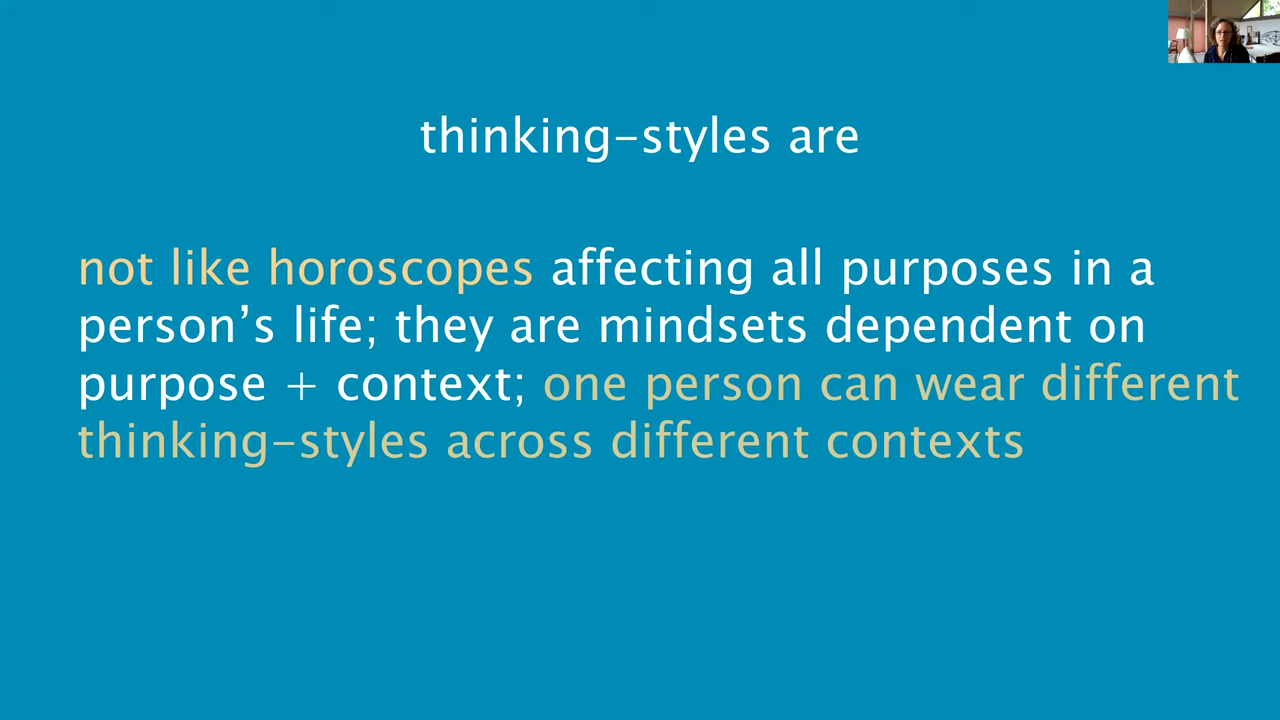 thinking-styles are
not like horoscopes affecting all purposes in a
person’s life; they are mindsets dependent on
purpose + context; one person can wear different
thinking-styles across different contexts